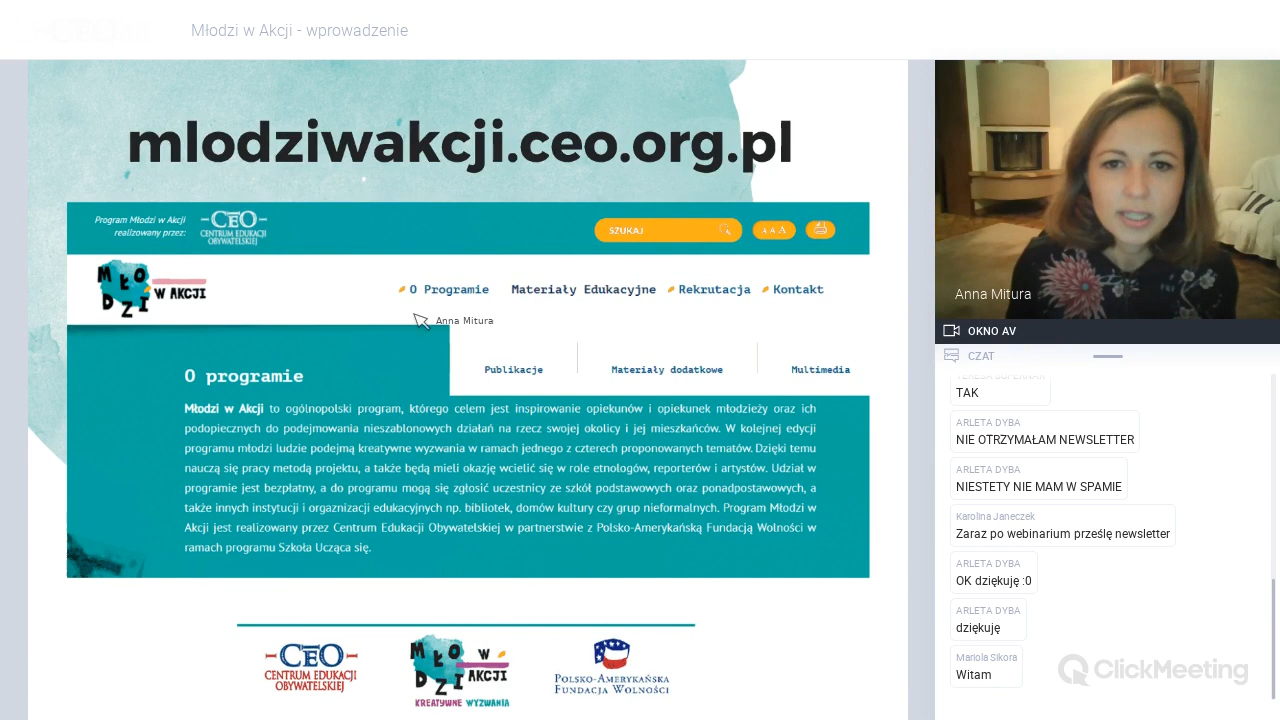 Młodzi w Akcji - wprowadzenie
mlodziwakcji.ceo.org.pl
Program Młodzi w Akcji
realizowany przez:
CEO
CENTRUM EDUKACJI
OBYWATELSKIEJ
SZUKAJ
A A A
MŁODZI W AKCJI
O Programie
Materiały Edukacyjne
Rekrutacja
Kontakt
Anna Mitura
Publikacje
Materiały dodatkowe
Multimedia
O programie
Młodzi w Akcji to ogólnopolski program, którego celem jest inspirowanie opiekunów i opiekunek młodzieży oraz ich
podopiecznych do podejmowania nieszablonowych działań na rzecz swojej okolicy i jej mieszkańców. W kolejnej edycji
programu młodzi ludzie podejmą kreatywne wyzwania w ramach jednego z czterech proponowanych tematów. Dzięki temu
nauczą się pracy metodą projektu, a także będą mieli okazję wcielić się w role etnologów, reporterów i artystów. Udział w
programie jest bezpłatny, a do programu mogą się zgłosić uczestnicy ze szkół podstawowych oraz ponadpostawowych, a
także innych instytucji i orgaznizacji edukacyjnych np. bibliotek, domów kultury czy grup nieformalnych. Program Młodzi w
Akcji jest realizowany przez Centrum Edukacji Obywatelskiej w partnerstwie z Polsko-Amerykańską Fundacją Wolności w
ramach programu Szkoła Ucząca się.
CEO
CENTRUM EDUKACJI
OBYWATELSKIEJ
MŁODZI W AKCJI
KREATYWNE WYZWANIA
POLSKO-AMERYKAŃSKA
FUNDACJA WOLNOŚCI
Anna Mitura
OKNO AV
CZAT
TAK
ARLETA DYBA
NIE OTRZYMAŁAM NEWSLETTER
ARLETA DYBA
NIESTETY NIE MAM W SPAMIE
Karolina Janeczek
Zaraz po webinarium prześlę newsletter
ARLETA DYBA
OK dziękuję :0
ARLETA DYBA
dziękuję
Mariola Sikora
Witam
ClickMeeting